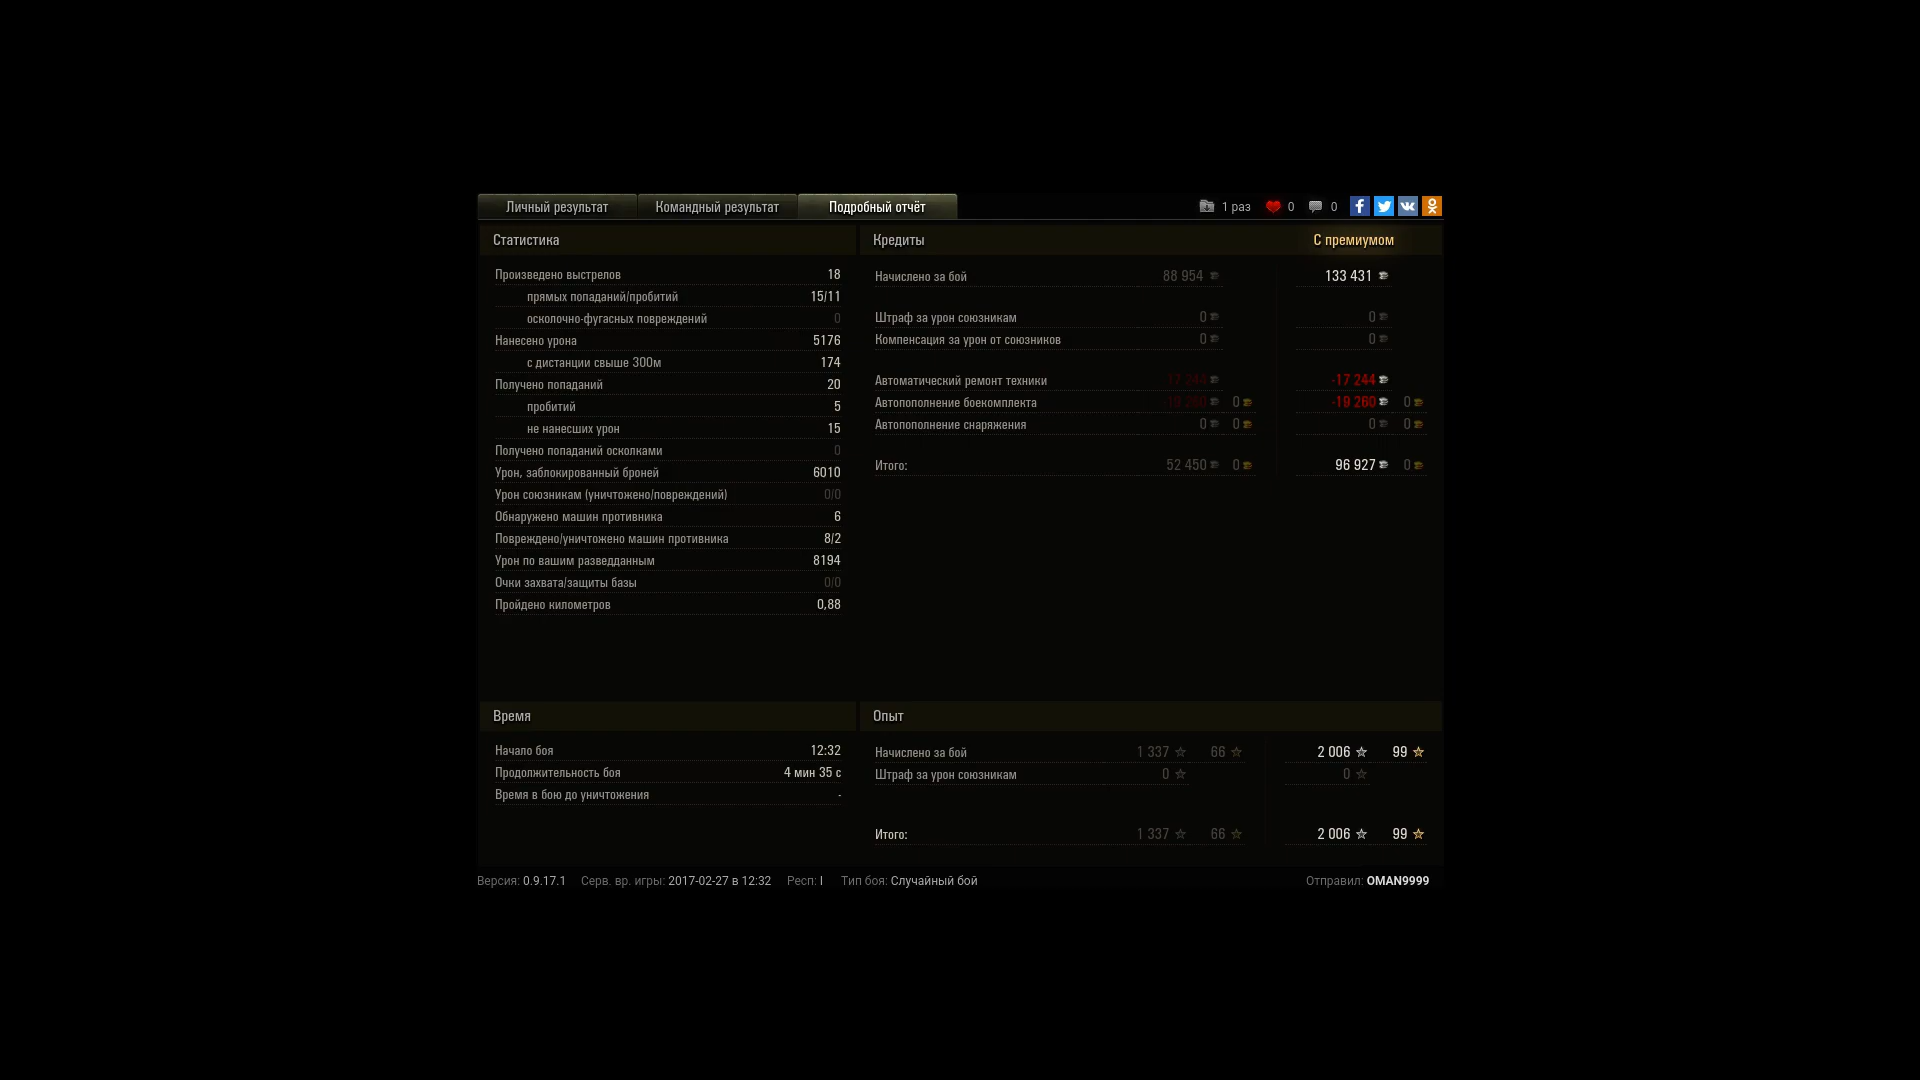 Личный результат Командный результат Подробный отчёт 1 раз 0 0
Статистика
Произведено выстрелов 18
прямых попаданий/пробитий 15/11
осколочно-фугасных повреждений 0
Нанесено урона 5176
с дистанции свыше 300м 174
Получено попаданий 20
пробитий 5
не нанесших урон 15
Получено попаданий осколками 0
Урон, заблокированный броней 6010
Урон союзникам (уничтожено/повреждений) 0/0
Обнаружено машин противника 6
Повреждено/уничтожено машин противника 8/2
Урон по вашим разведданным 8194
Очки захвата/защиты базы 0/0
Пройдено километров 0,88
Кредиты С премиумом
Начислено за бой 88 954 133 431
Штраф за урон союзникам 0 0
Компенсация за урон от союзников 0 0
Автоматический ремонт техники -17 244 -17 244
Автопополнение боекомплекта -19 260 0 -19 260 0
Автопополнение снаряжения 0 0 0 0
Итого: 52 450 0 96 927 0
Время
Начало боя 12:32
Продолжительность боя 4 мин 35 с
Время в бою до уничтожения -
Опыт
Начислено за бой 1 337 66 2 006 99
Штраф за урон союзникам 0 0
Итого: 1 337 66 2 006 99
Версия: 0.9.17.1 Серв. вр. игры: 2017-02-27 в 12:32 Респ: I Тип боя: Случайный бой Отправил: OMAN9999